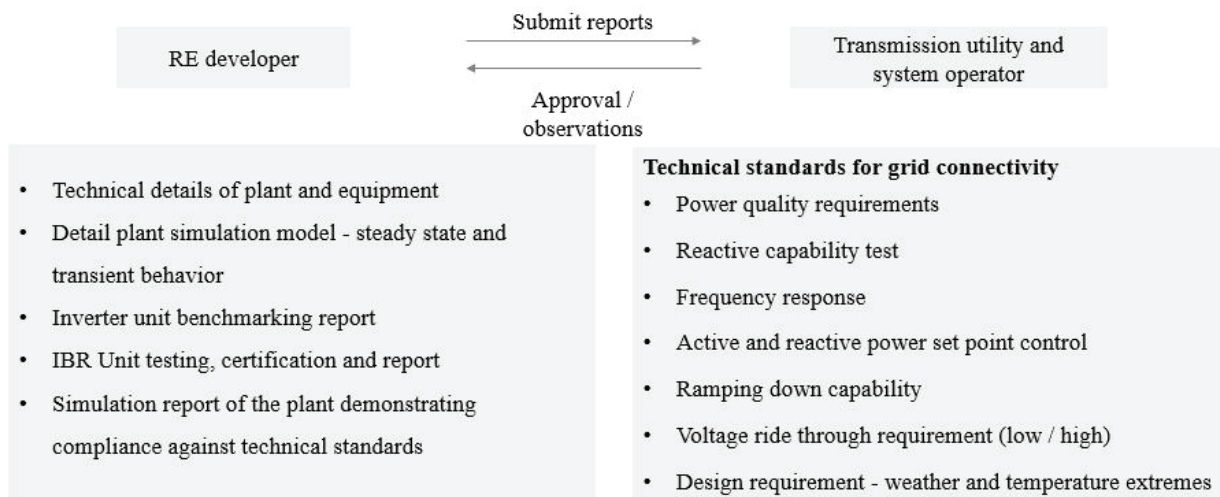 Submit reports
RE developer
Transmission utility and
system operator
Approval /
observations
• Technical details of plant and equipment
• Detail plant simulation model - steady state and
transient behavior
• Inverter unit benchmarking report
• IBR Unit testing, certification and report
• Simulation report of the plant demonstrating
compliance against technical standards
Technical standards for grid connectivity
• Power quality requirements
• Reactive capability test
• Frequency response
• Active and reactive power set point control
• Ramping down capability
• Voltage ride through requirement (low / high)
• Design requirement - weather and temperature extremes